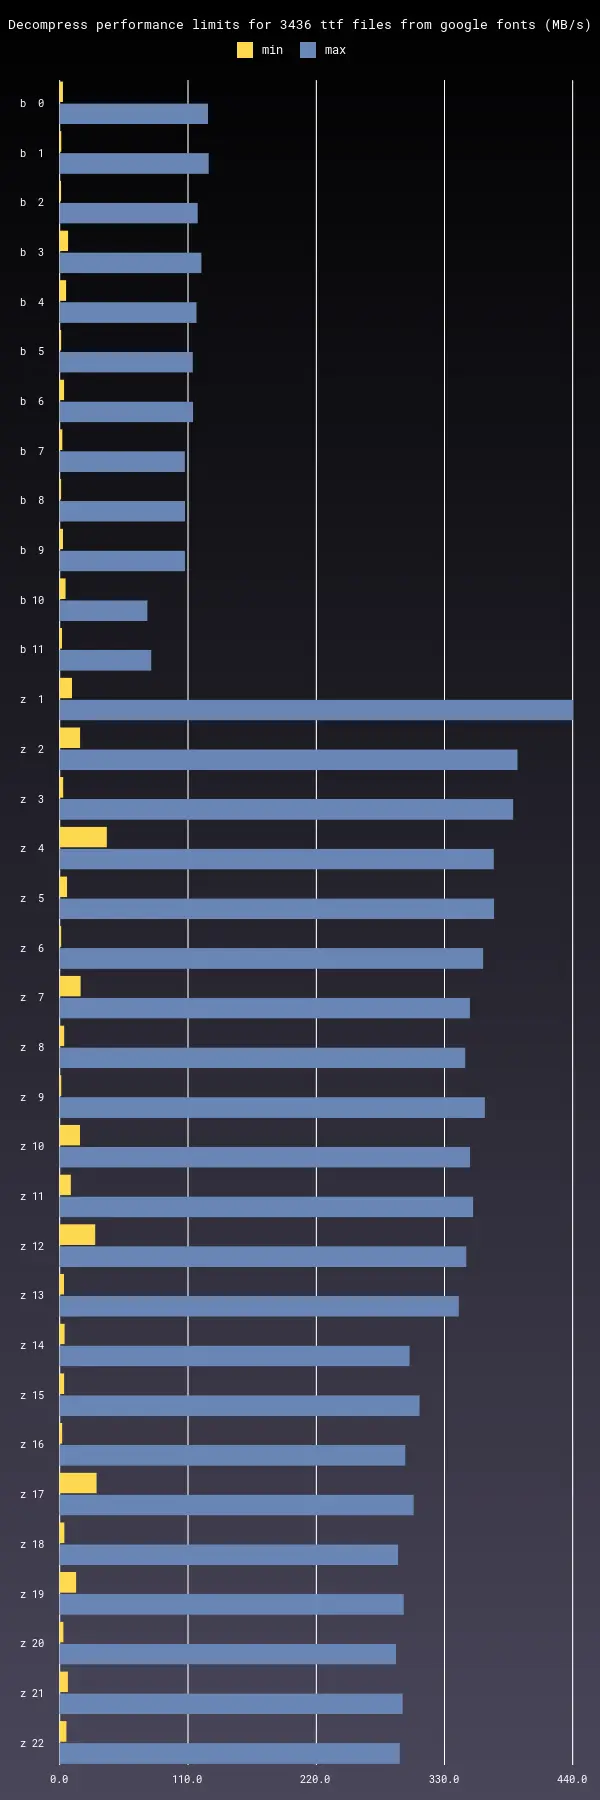 Decompress performance limits for 3436 ttf files from google fonts (MB/s)
min max
b 0
b 1
b 2
b 3
b 4
b 5
b 6
b 7
b 8
b 9
b 10
b 11
z 1
z 2
z 3
z 4
z 5
z 6
z 7
z 8
z 9
z 10
z 11
z 12
z 13
z 14
z 15
z 16
z 17
z 18
z 19
z 20
z 21
z 22
0.0 110.0 220.0 330.0 440.0